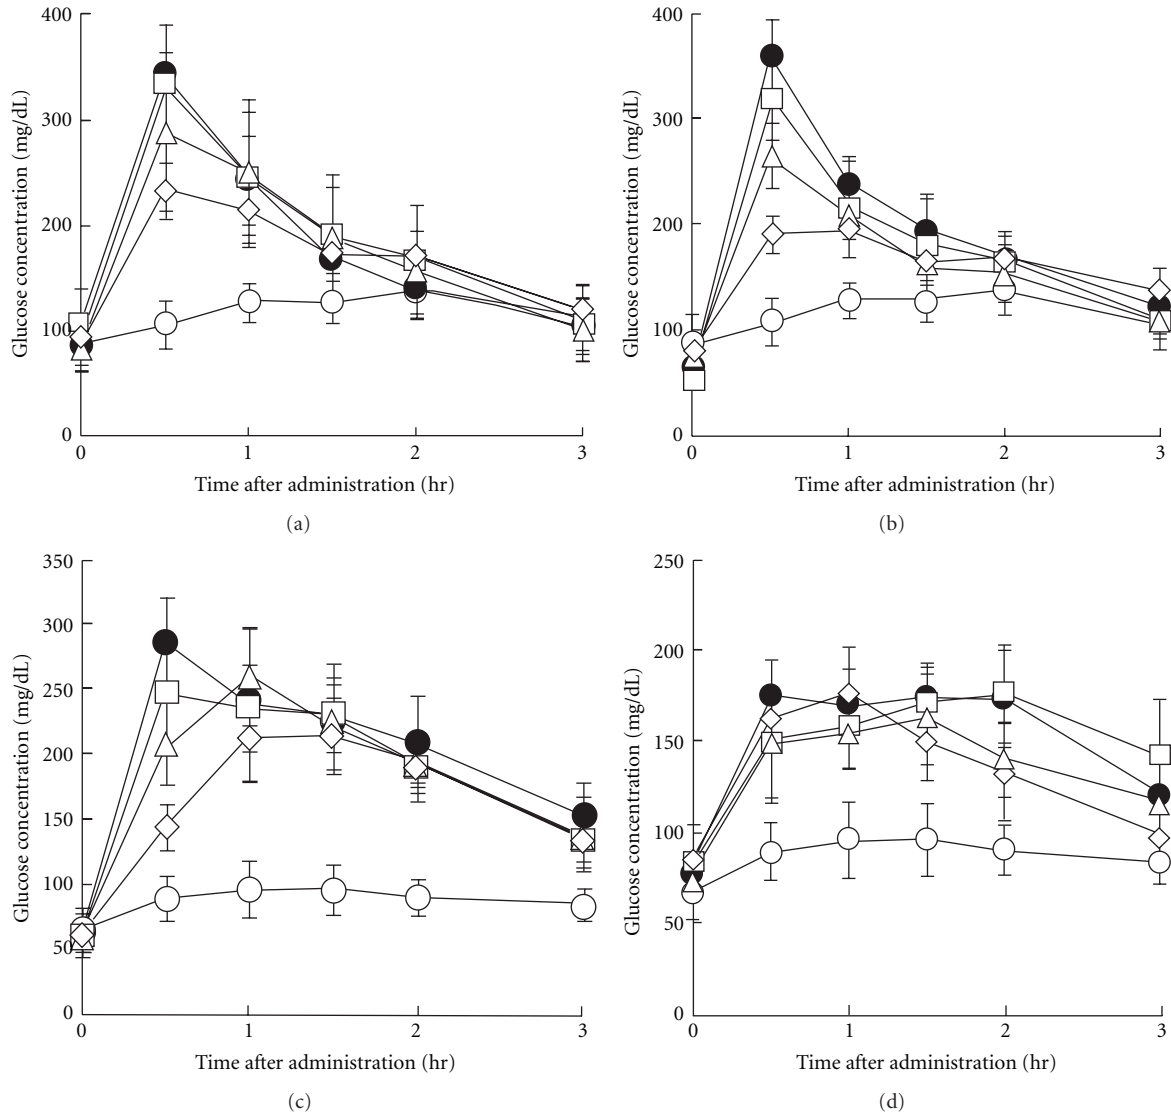 400
300
200
100
0
Glucose concentration (mg/dL)
0 1 2 3
Time after administration (hr)
(a)
400
300
200
100
0
Glucose concentration (mg/dL)
0 1 2 3
Time after administration (hr)
(b)
350
300
250
200
150
100
50
0
Glucose concentration (mg/dL)
0 1 2 3
Time after administration (hr)
(c)
250
200
150
100
50
0
Glucose concentration (mg/dL)
0 1 2 3
Time after administration (hr)
(d)